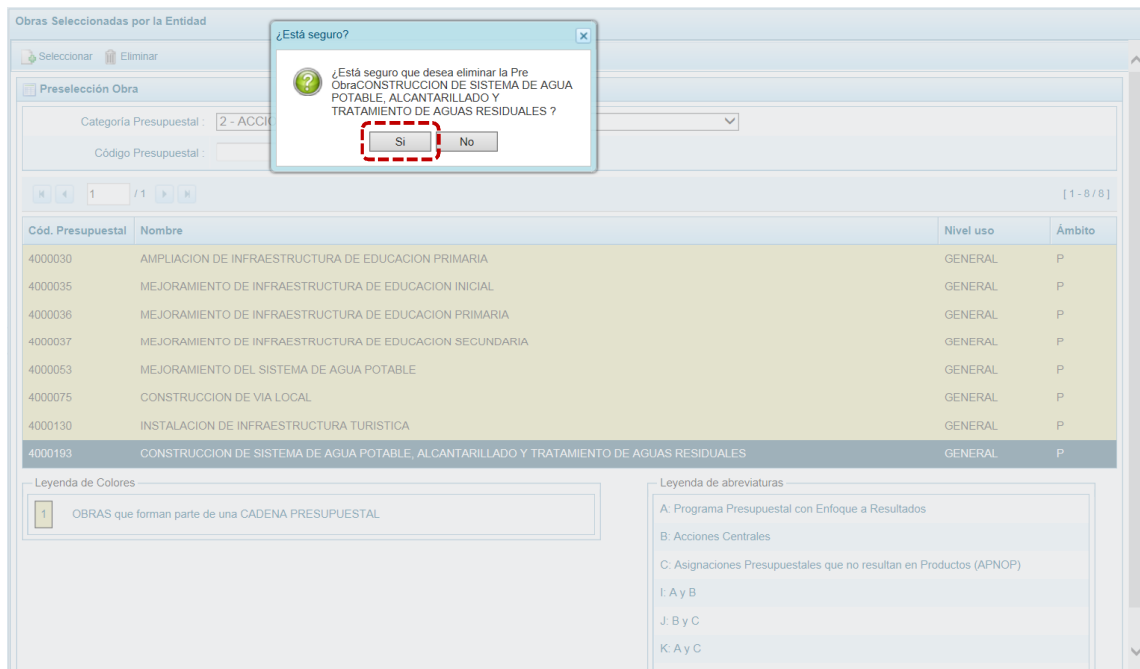 Obras Seleccionadas por la Entidad
Seleccionar Eliminar
¿Está seguro?
¿Está seguro que desea eliminar la Pre
ObraCONSTRUCCION DE SISTEMA DE AGUA
POTABLE, ALCANTARILLADO Y
TRATAMIENTO DE AGUAS RESIDUALES ?
Si No
Preselección Obra
Categoría Presupuestal : 2 - ACCI
Código Presupuestal :
1 / 1 [ 1 - 8 / 8 ]
Cód. Presupuestal Nombre Nivel uso Ámbito
4000030 AMPLIACION DE INFRAESTRUCTURA DE EDUCACION PRIMARIA GENERAL P
4000035 MEJORAMIENTO DE INFRAESTRUCTURA DE EDUCACION INICIAL GENERAL P
4000036 MEJORAMIENTO DE INFRAESTRUCTURA DE EDUCACION PRIMARIA GENERAL P
4000037 MEJORAMIENTO DE INFRAESTRUCTURA DE EDUCACION SECUNDARIA GENERAL P
4000053 MEJORAMIENTO DEL SISTEMA DE AGUA POTABLE GENERAL P
4000075 CONSTRUCCION DE VIA LOCAL GENERAL P
4000130 INSTALACION DE INFRAESTRUCTURA TURISTICA GENERAL P
4000193 CONSTRUCCION DE SISTEMA DE AGUA POTABLE, ALCANTARILLADO Y TRATAMIENTO DE AGUAS RESIDUALES GENERAL P
Leyenda de Colores
1 OBRAS que forman parte de una CADENA PRESUPUESTAL
Leyenda de abreviaturas
A: Programa Presupuestal con Enfoque a Resultados
B: Acciones Centrales
C: Asignaciones Presupuestales que no resultan en Productos (APNOP)
I: A y B
J: B y C
K: A y C